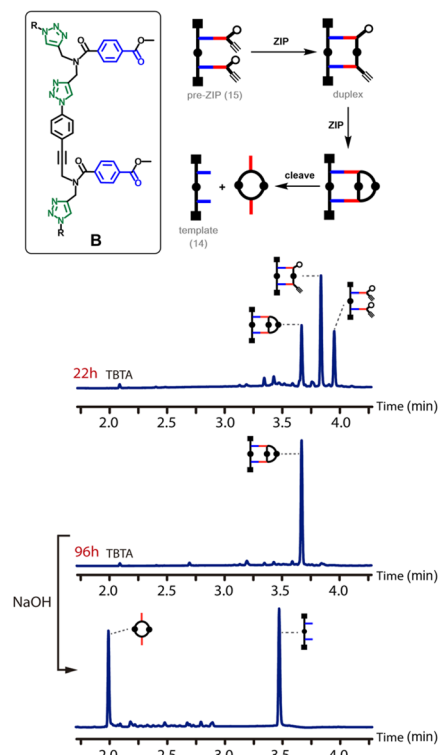 R
N
N=N
O
N
O
O
N
N=N
N
O
N
O
O
N
N=N
R
B
ZIP
pre-ZIP (15)
duplex
ZIP
cleave
+
template
(14)
22h TBTA
2.0 2.5 3.0 3.5 4.0 Time (min)
96h TBTA
2.0 2.5 3.0 3.5 4.0 Time (min)
NaOH
2.0 2.5 3.0 3.5 4.0 Time (min)